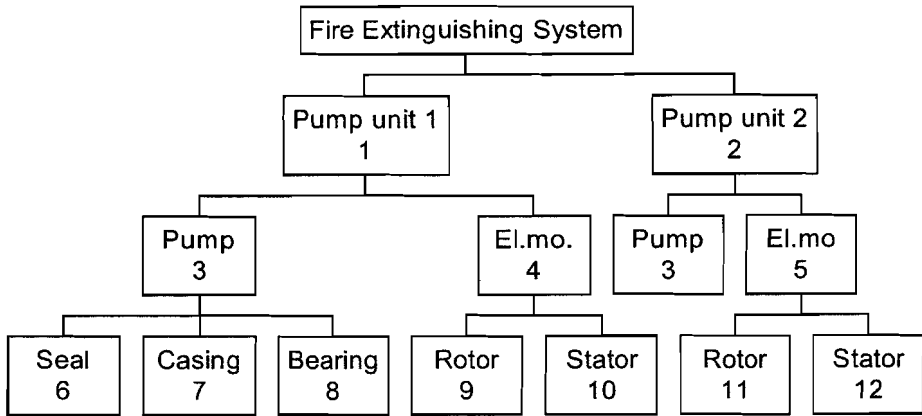 Fire Extinguishing System
Pump unit 1
1
Pump unit 2
2
Pump
3
El.mo.
4
Pump
3
El.mo
5
Seal
6
Casing
7
Bearing
8
Rotor
9
Stator
10
Rotor
11
Stator
12